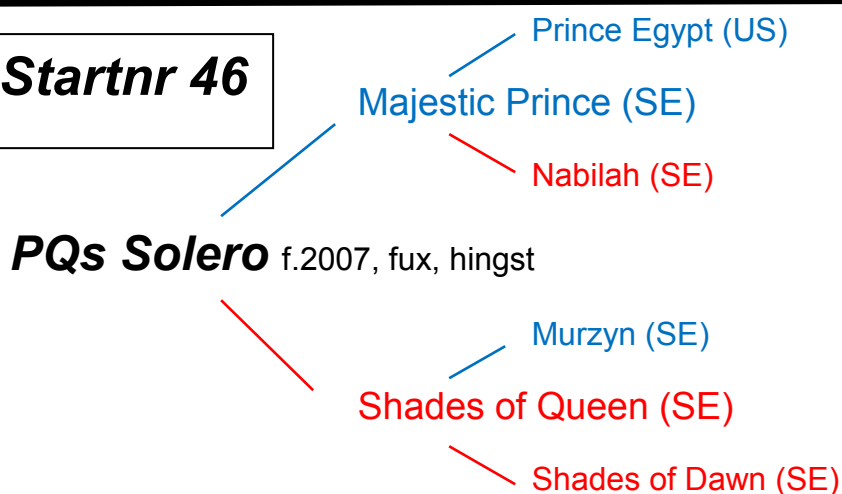 Prince Egypt (US)
Startnr 46
Majestic Prince (SE)
Nabilah (SE)
PQs Solero f.2007, fux, hingst
Murzyn (SE)
Shades of Queen (SE)
Shades of Dawn (SE)